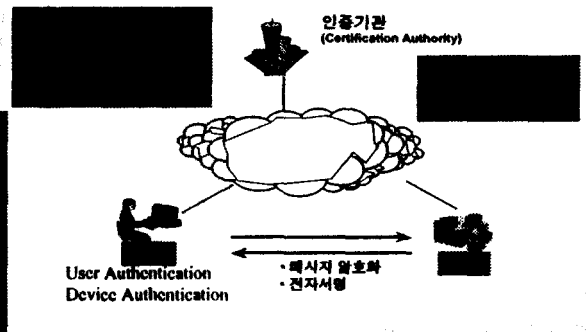 인증기관
(Certification Authority)
User Authentication
Device Authentication
· 메시지 암호화
· 전자서명